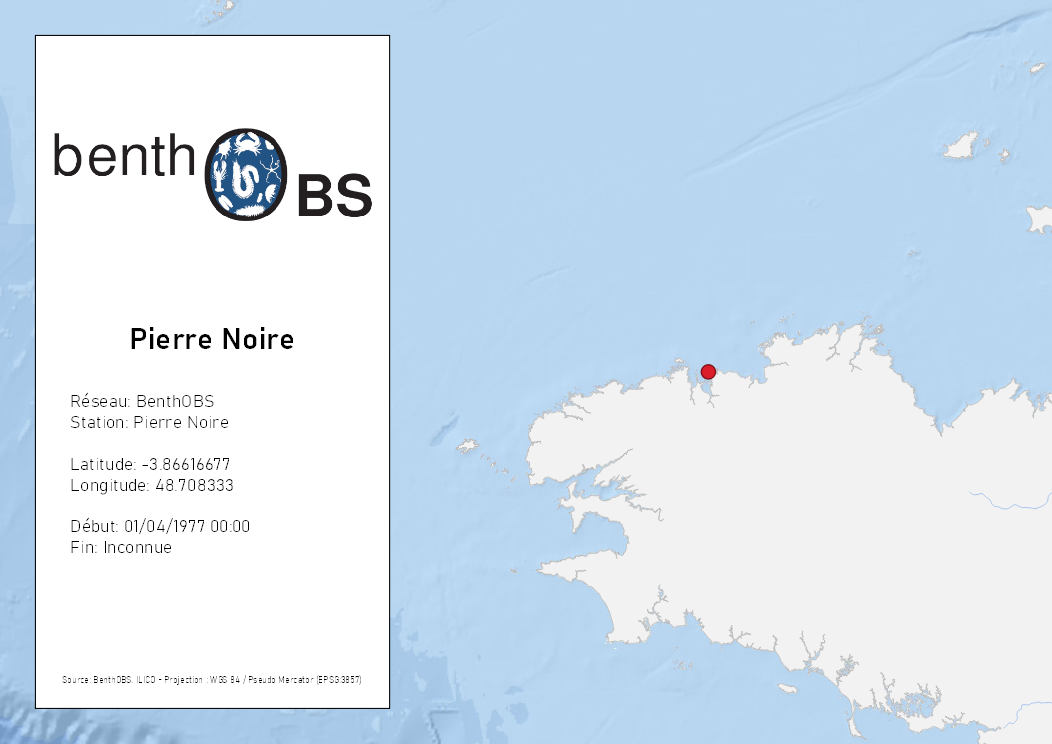 benthOBS
Pierre Noire
Réseau: BenthOBS
Station: Pierre Noire
Latitude: -3.86616677
Longitude: 48.708333
Début: 01/04/1977 00:00
Fin: Inconnue
Source: BenthOBS, ILICO - Projection : WGS 84 / Pseudo Mercator (EPSG:3857)